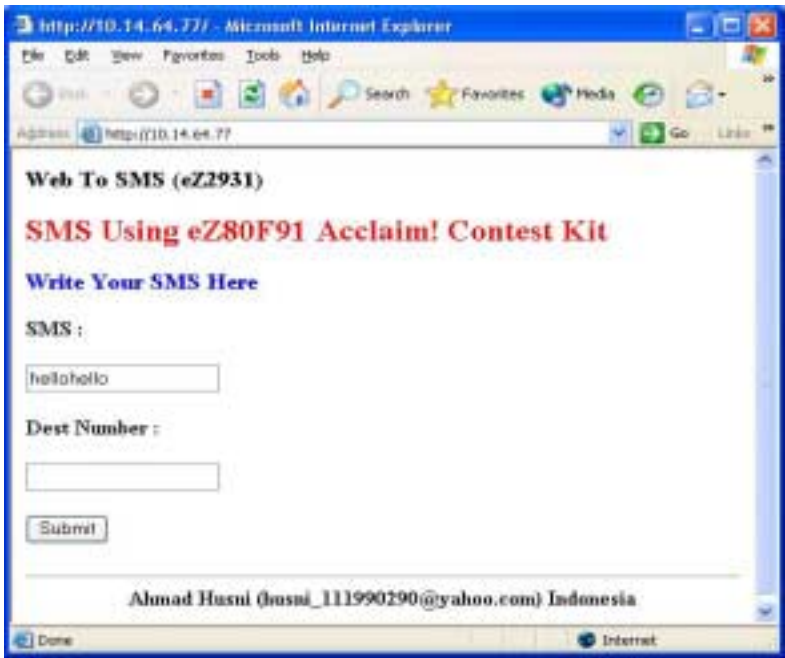 http://10.14.64.77/ - Microsoft Internet Explorer
File Edit View Favorites Tools Help
Back Search Favorites Media
Address http://10.14.64.77 Go Links
Web To SMS (eZ2931)
SMS Using eZ80F91 Acclaim! Contest Kit
Write Your SMS Here
SMS :
hellohello
Dest Number :
Submit
Ahmad Husni (husni_111990290@yahoo.com) Indonesia
Done Internet